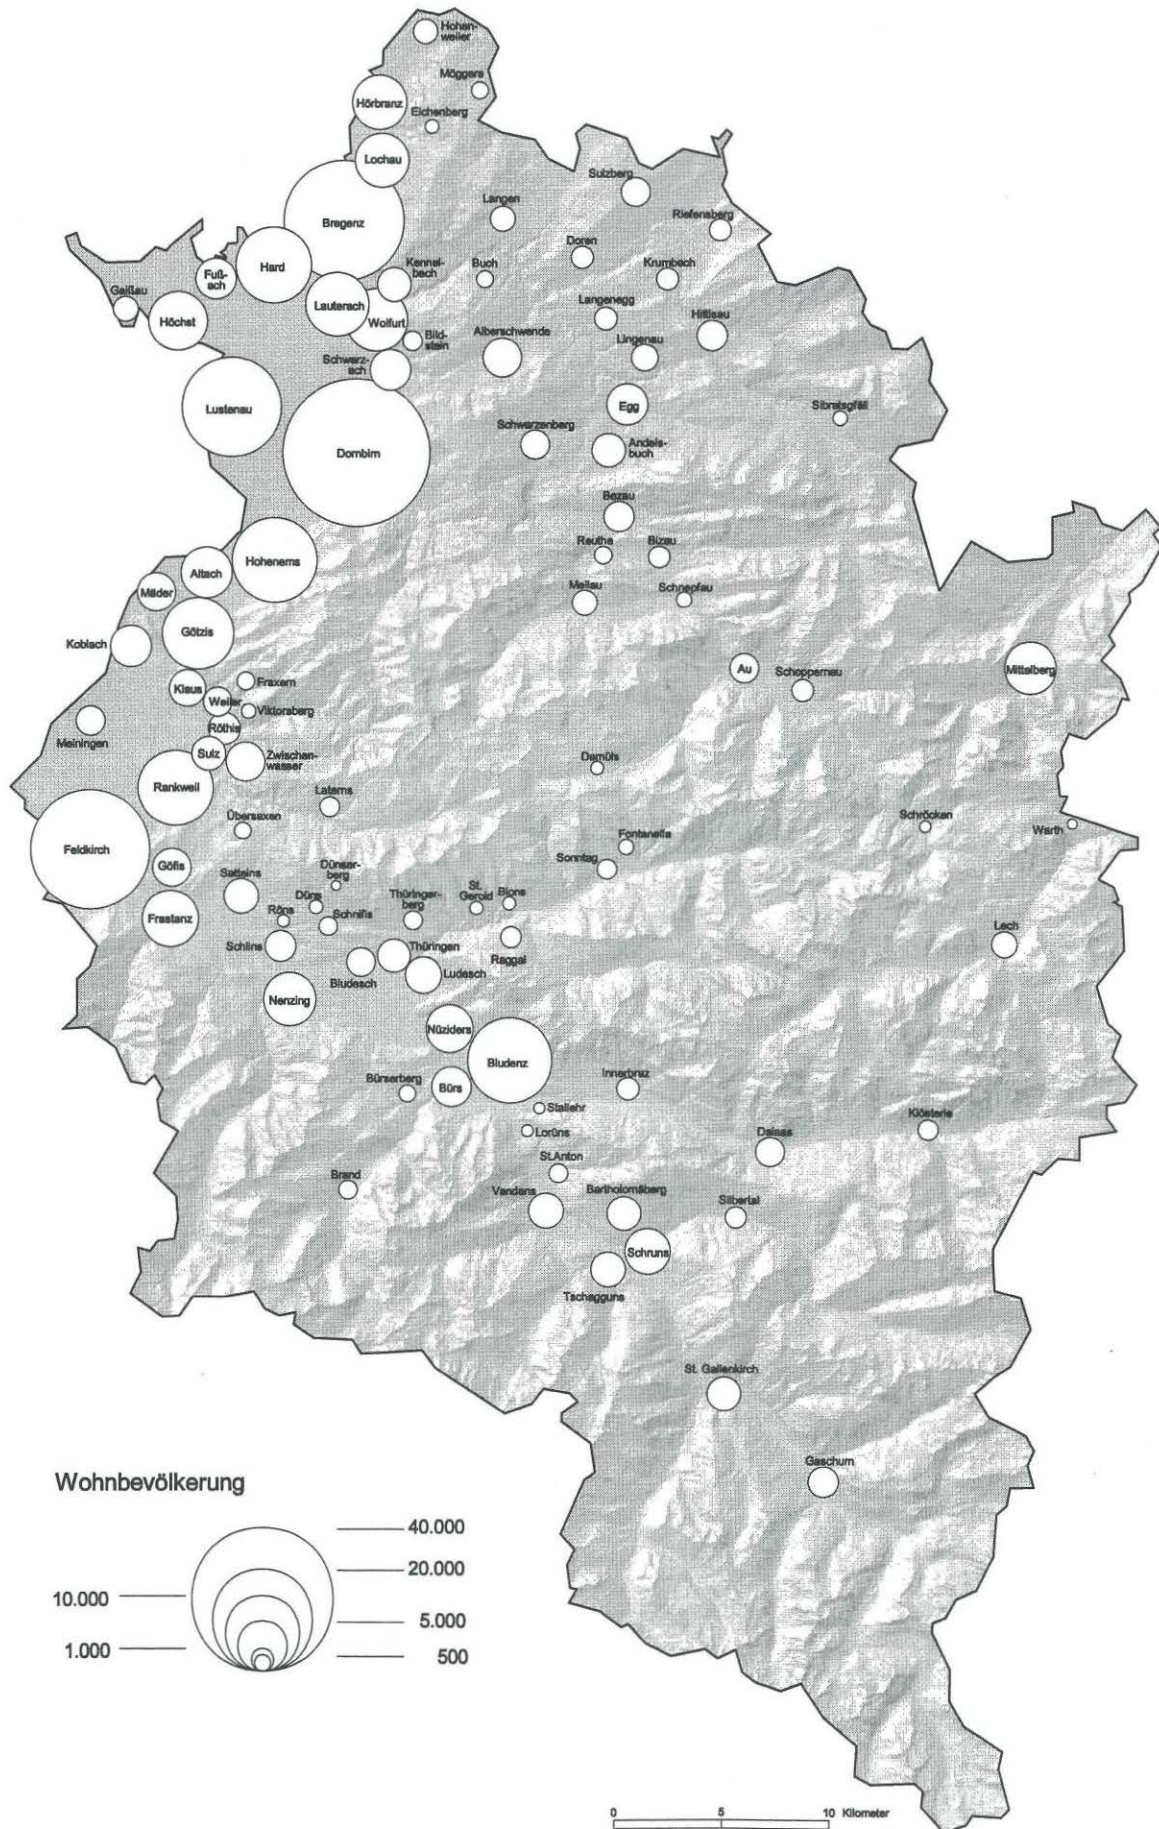 Hohen-
weiler
Möggers
Hörbranz
Eichenberg
Lochau
Sulzberg
Langen
Bregenz
Riefensberg
Doren
Hard
Kennel-
bach
Buch
Krumbach
Fuß-
ach
Gaißau
Lauterach
Langenegg
Höchst
Wolfurt
Hittisau
Bild-
stein
Alberschwende
Lingenau
Schwarz-
ach
Lustenau
Egg
Sibratsgfäll
Schwarzenberg
Andels-
buch
Dornbirn
Bezau
Reuthe
Bizau
Hohenems
Altach
Mäder
Mellau
Schnepfau
Götzis
Koblach
Au
Schoppernau
Mittelberg
Fraxern
Klaus
Weiler
Viktorsberg
Röthis
Meiningen
Sulz
Zwischen-
wasser
Damüls
Rankweil
Laterns
Übersaxen
Schröcken
Warth
Fontanella
Feldkirch
Göfis
Sonntag
Satteins
Dünser-
berg
Düns
Thüringer-
berg
St.
Gerold
Blons
Röns
Schnifis
Frastanz
Lech
Schlins
Thüringen
Raggal
Bludesch
Ludesch
Nenzing
Nüziders
Bludenz
Bürserberg
Bürs
Innerbraz
Stallehr
Klösterle
Lorüns
Dalaas
St.Anton
Brand
Vandans
Bartholomäberg
Silbertal
Schruns
Tschagguns
St. Gallenkirch
Gaschurn
Wohnbevölkerung
40.000
20.000
10.000
5.000
1.000
500
0 5 10 Kilometer